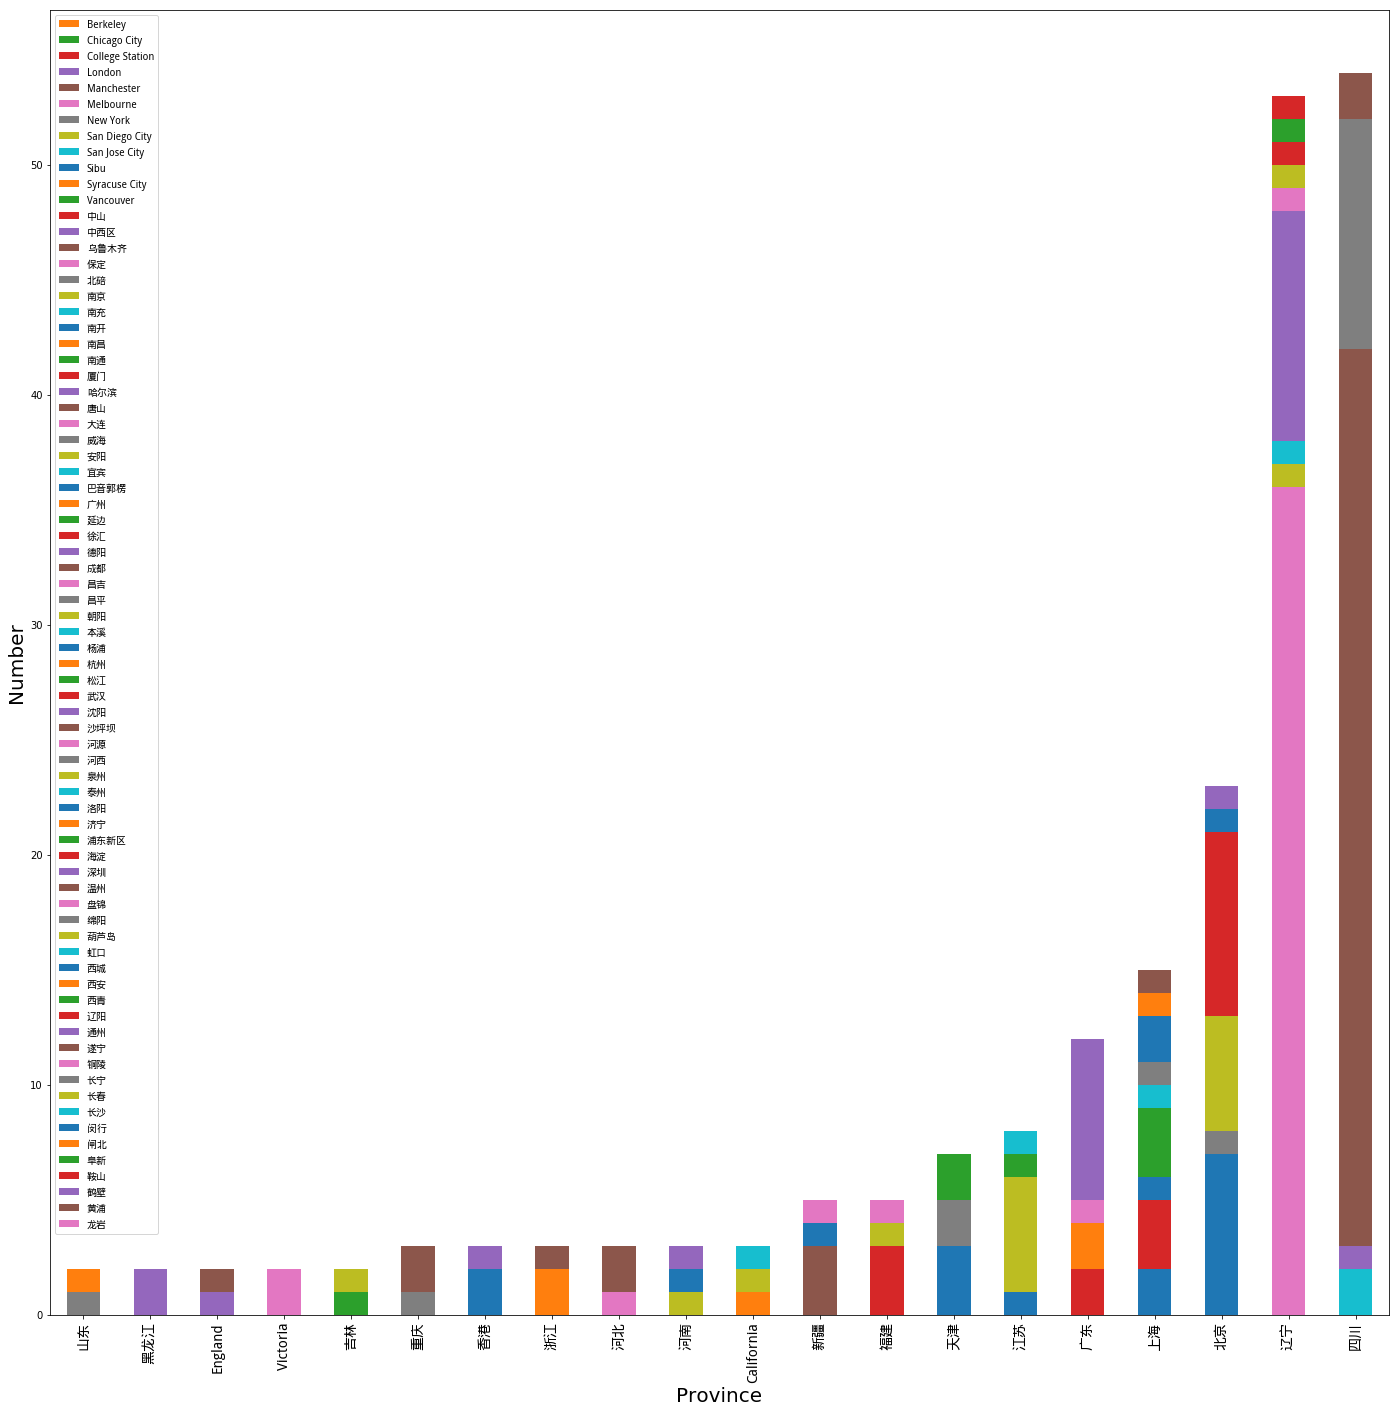 Berkeley
Chicago City
College Station
London
Manchester
Melbourne
New York
San Diego City
San Jose City
Sibu
Syracuse City
Vancouver
中山
中西区
乌鲁木齐
保定
北碚
南京
南充
南开
南昌
南通
厦门
哈尔滨
唐山
大连
威海
安阳
宜宾
巴音郭楞
广州
延边
徐汇
德阳
成都
昌吉
昌平
朝阳
本溪
杨浦
杭州
松江
武汉
沈阳
沙坪坝
河源
河西
泉州
泰州
洛阳
济宁
浦东新区
海淀
深圳
温州
盘锦
绵阳
葫芦岛
虹口
西城
西安
西青
辽阳
通州
遂宁
铜陵
长宁
长春
长沙
闵行
闸北
阜新
鞍山
鹤壁
黄浦
龙岩
50
40
30
20
10
0
Number
山东
黑龙江
England
Victoria
吉林
重庆
香港
浙江
河北
河南
California
新疆
福建
天津
江苏
广东
上海
北京
辽宁
四川
Province